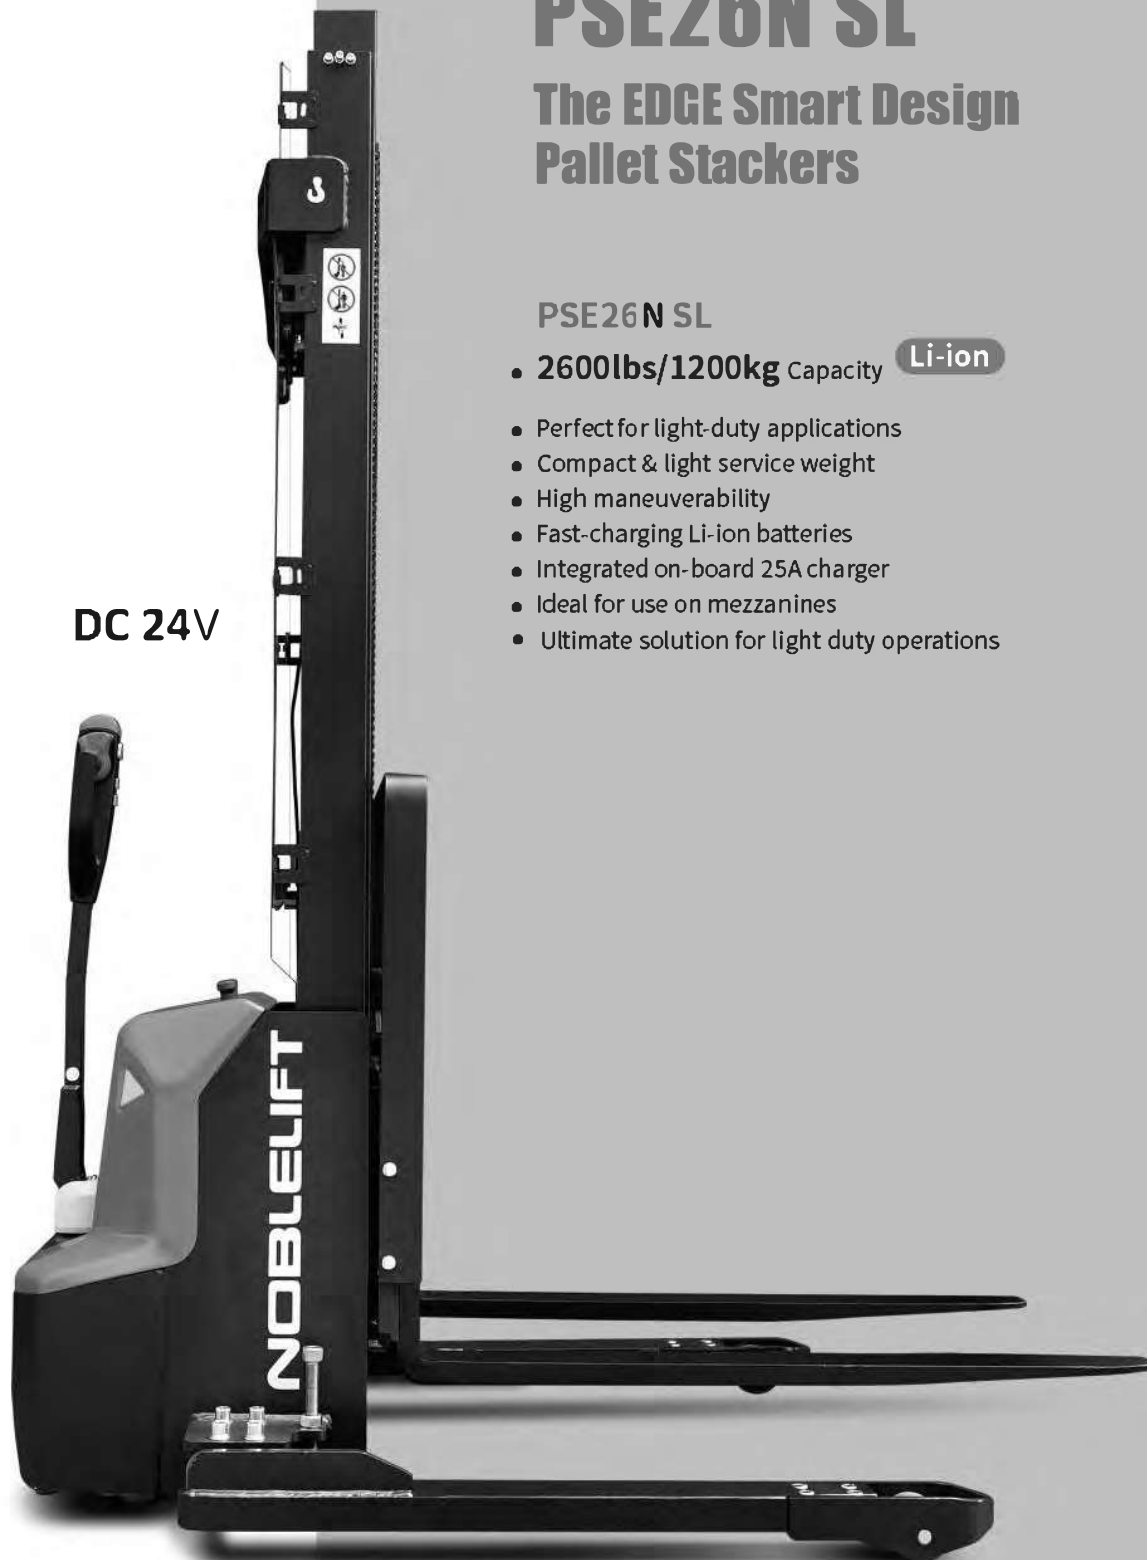 PSE26N SL
The EDGE Smart Design
Pallet Stackers
PSE26N SL
• 2600lbs/1200kg Capacity Li-ion
• Perfect for light-duty applications
• Compact & light service weight
• High maneuverability
• Fast-charging Li-ion batteries
• Integrated on-board 25A charger
• Ideal for use on mezzanines
• Ultimate solution for light duty operations
DC 24V
NOBLELIFT